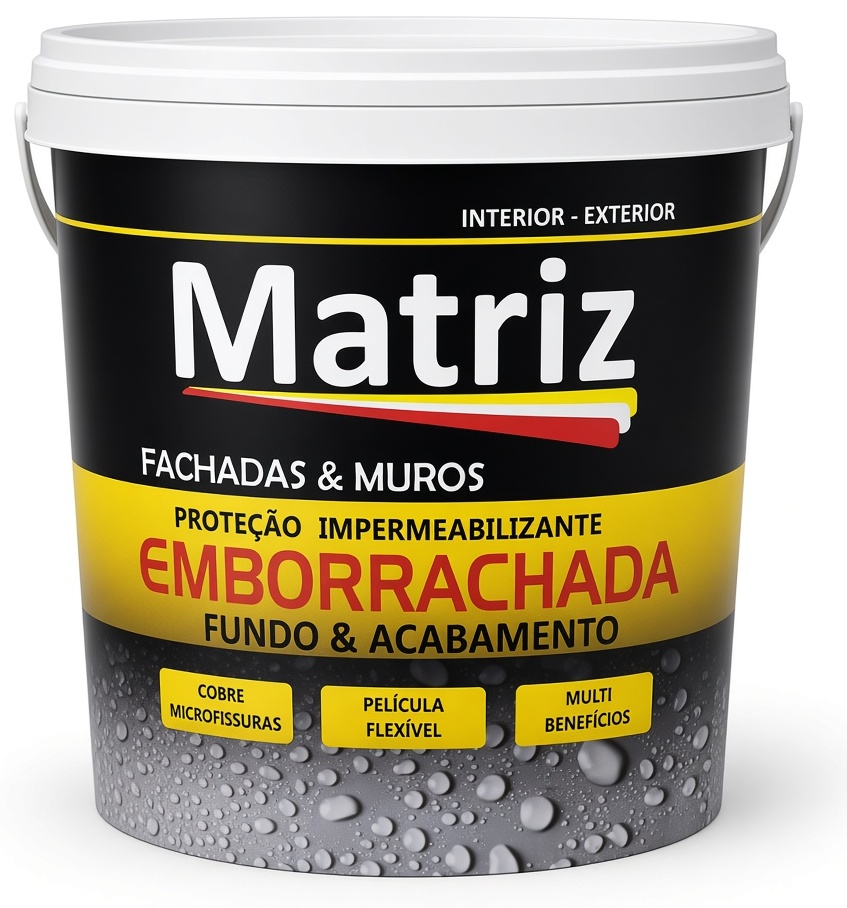 INTERIOR - EXTERIOR
Matriz
FACHADAS & MUROS
PROTEÇÃO IMPERMEABILIZANTE
EMBORRACHADA
FUNDO & ACABAMENTO
COBRE
MICROFISSURAS
PELÍCULA
FLEXÍVEL
MULTI
BENEFÍCIOS